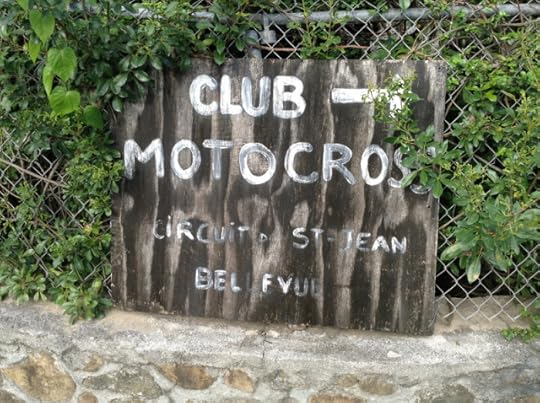 CLUB →
MOTOCROSS
CIRCUIT D ST-JEAN
BELLEVUE